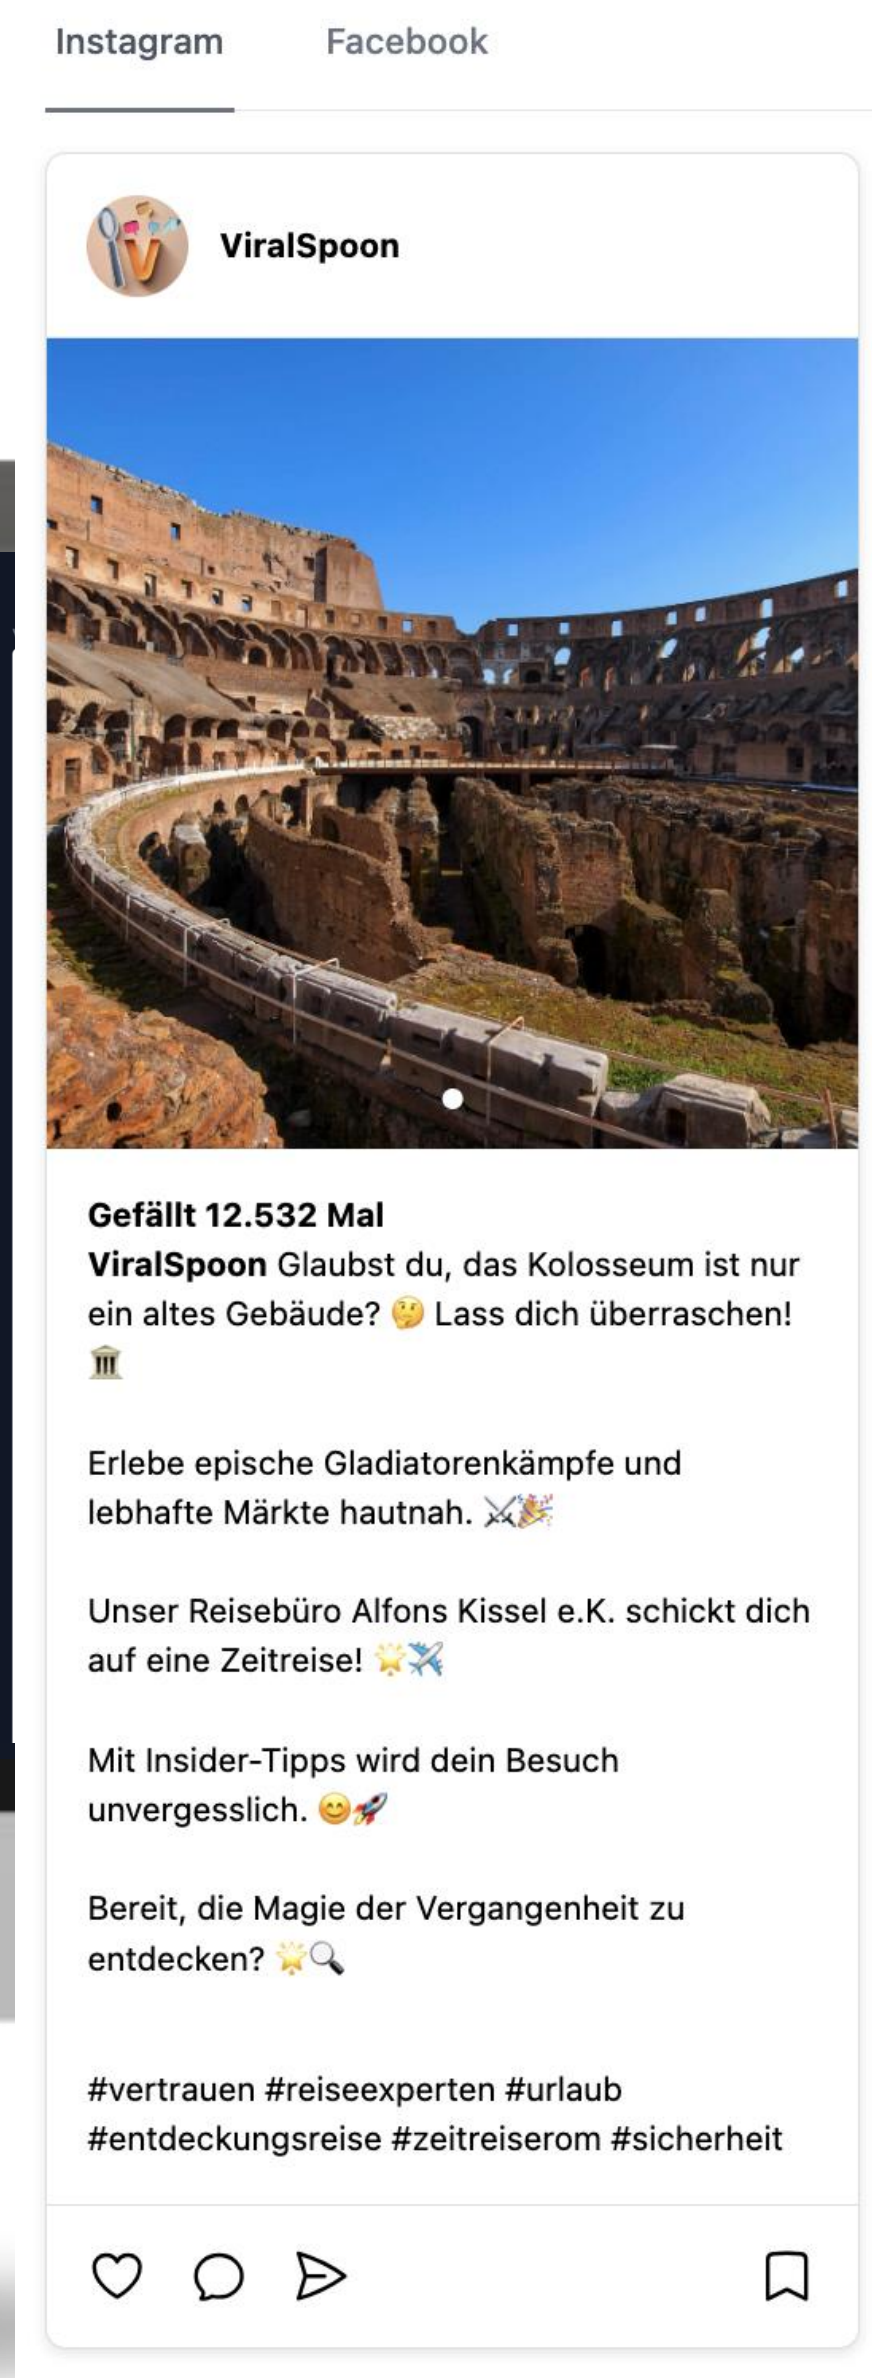 Instagram Facebook
ViralSpoon
Gefällt 12.532 Mal
ViralSpoon Glaubst du, das Kolosseum ist nur
ein altes Gebäude? 🤔 Lass dich überraschen!
🏛️
Erlebe epische Gladiatorenkämpfe und
lebhafte Märkte hautnah. ⚔️🎉
Unser Reisebüro Alfons Kissel e.K. schickt dich
auf eine Zeitreise! 🌟✈️
Mit Insider-Tipps wird dein Besuch
unvergesslich. 😊🚀
Bereit, die Magie der Vergangenheit zu
entdecken? 🌟🔍
#vertrauen #reiseexperten #urlaub
#entdeckungsreise #zeitreiserom #sicherheit